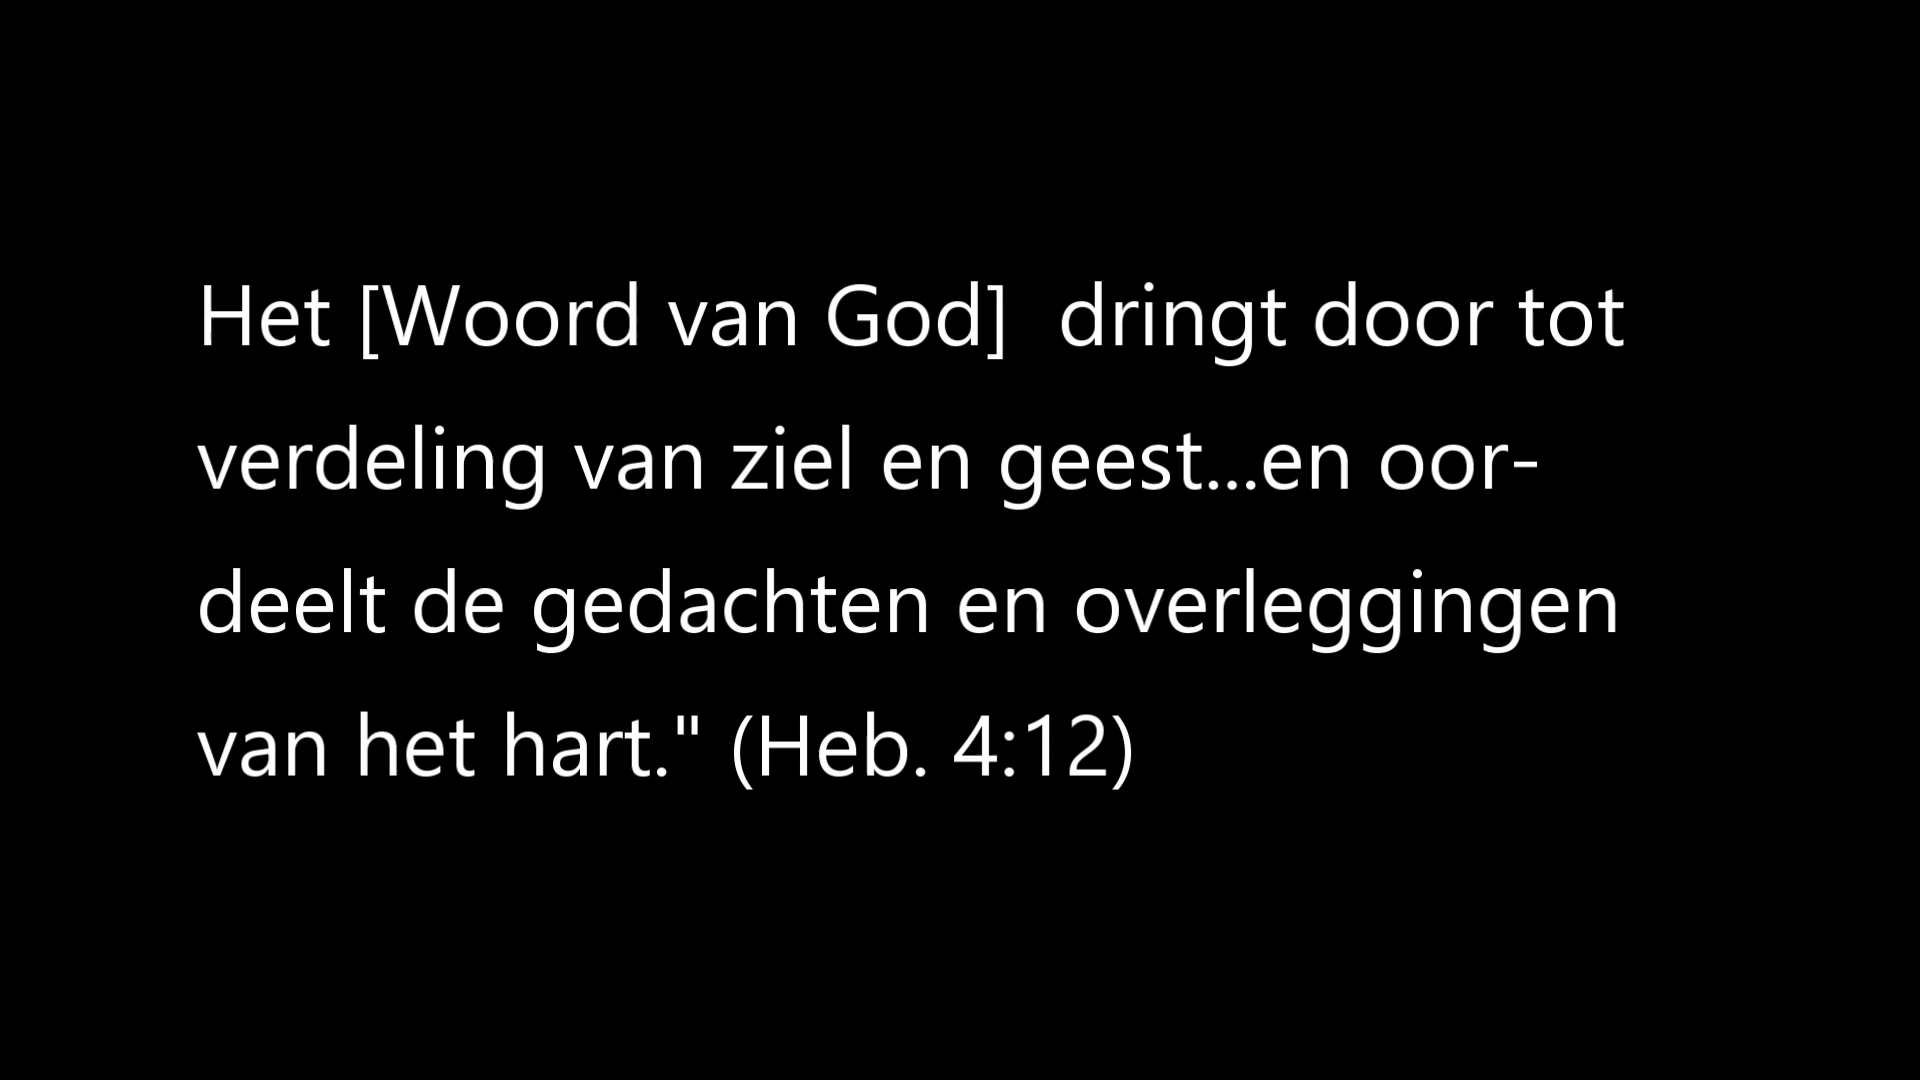 Het [Woord van God]  dringt door tot
verdeling van ziel en geest...en oor-
deelt de gedachten en overleggingen
van het hart." (Heb. 4:12)